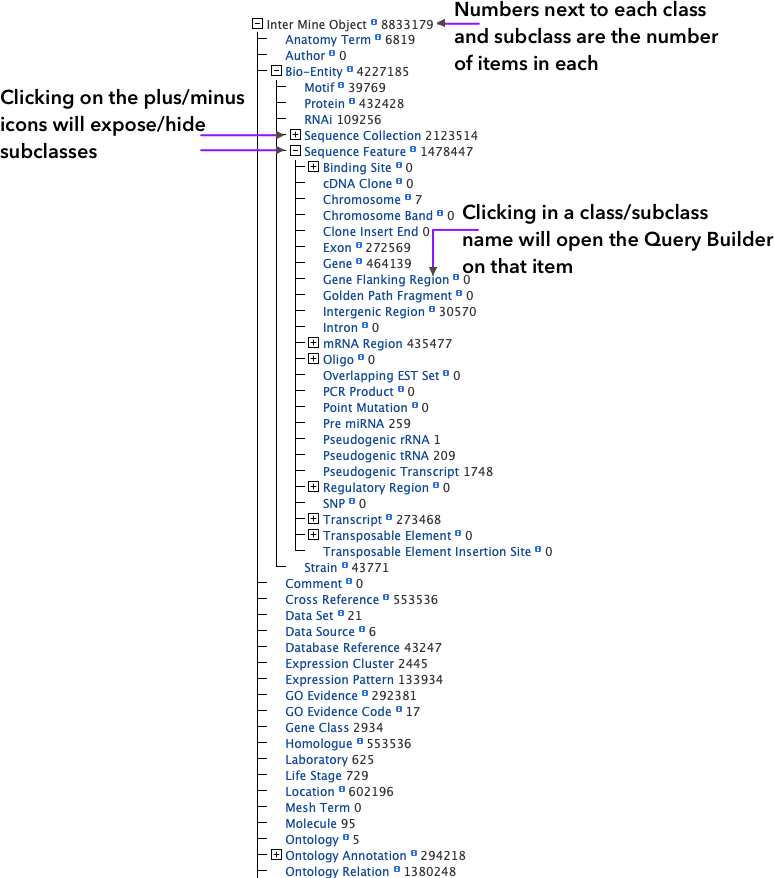 Numbers next to each class
and subclass are the number
of items in each
Clicking on the plus/minus
icons will expose/hide
subclasses
Clicking in a class/subclass
name will open the Query Builder
on that item
Inter Mine Object 8833179
Anatomy Term 6819
Author 0
Bio-Entity 4227185
Motif 39769
Protein 432428
RNAi 109256
Sequence Collection 2123514
Sequence Feature 1478447
Binding Site 0
cDNA Clone 0
Chromosome 7
Chromosome Band 0
Clone Insert End 0
Exon 272569
Gene 464139
Gene Flanking Region 0
Golden Path Fragment 0
Intergenic Region 30570
Intron 0
mRNA Region 435477
Oligo 0
Overlapping EST Set 0
PCR Product 0
Point Mutation 0
Pre miRNA 259
Pseudogenic rRNA 1
Pseudogenic tRNA 209
Pseudogenic Transcript 1748
Regulatory Region 0
SNP 0
Transcript 273468
Transposable Element 0
Transposable Element Insertion Site 0
Strain 43771
Comment 0
Cross Reference 553536
Data Set 21
Data Source 6
Database Reference 43247
Expression Cluster 2445
Expression Pattern 133934
GO Evidence 292381
GO Evidence Code 17
Gene Class 2934
Homologue 553536
Laboratory 625
Life Stage 729
Location 602196
Mesh Term 0
Molecule 95
Ontology 5
Ontology Annotation 294218
Ontology Relation 1380248